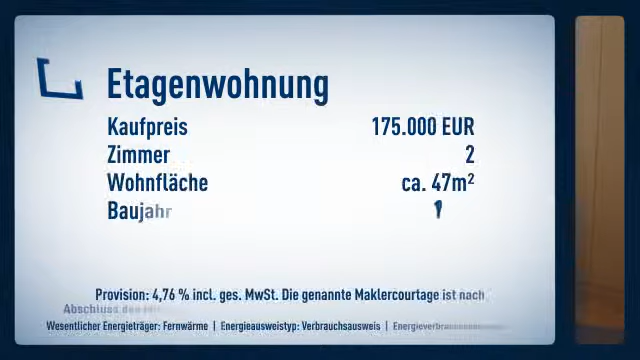 Etagenwohnung
Kaufpreis 175.000 EUR
Zimmer 2
Wohnfläche ca. 47m²
Baujahr
Provision: 4,76 % incl. ges. MwSt. Die genannte Maklercourtage ist nach
Abschluss
Wesentlicher Energieträger: Fernwärme | Energieausweistyp: Verbrauchsausweis |